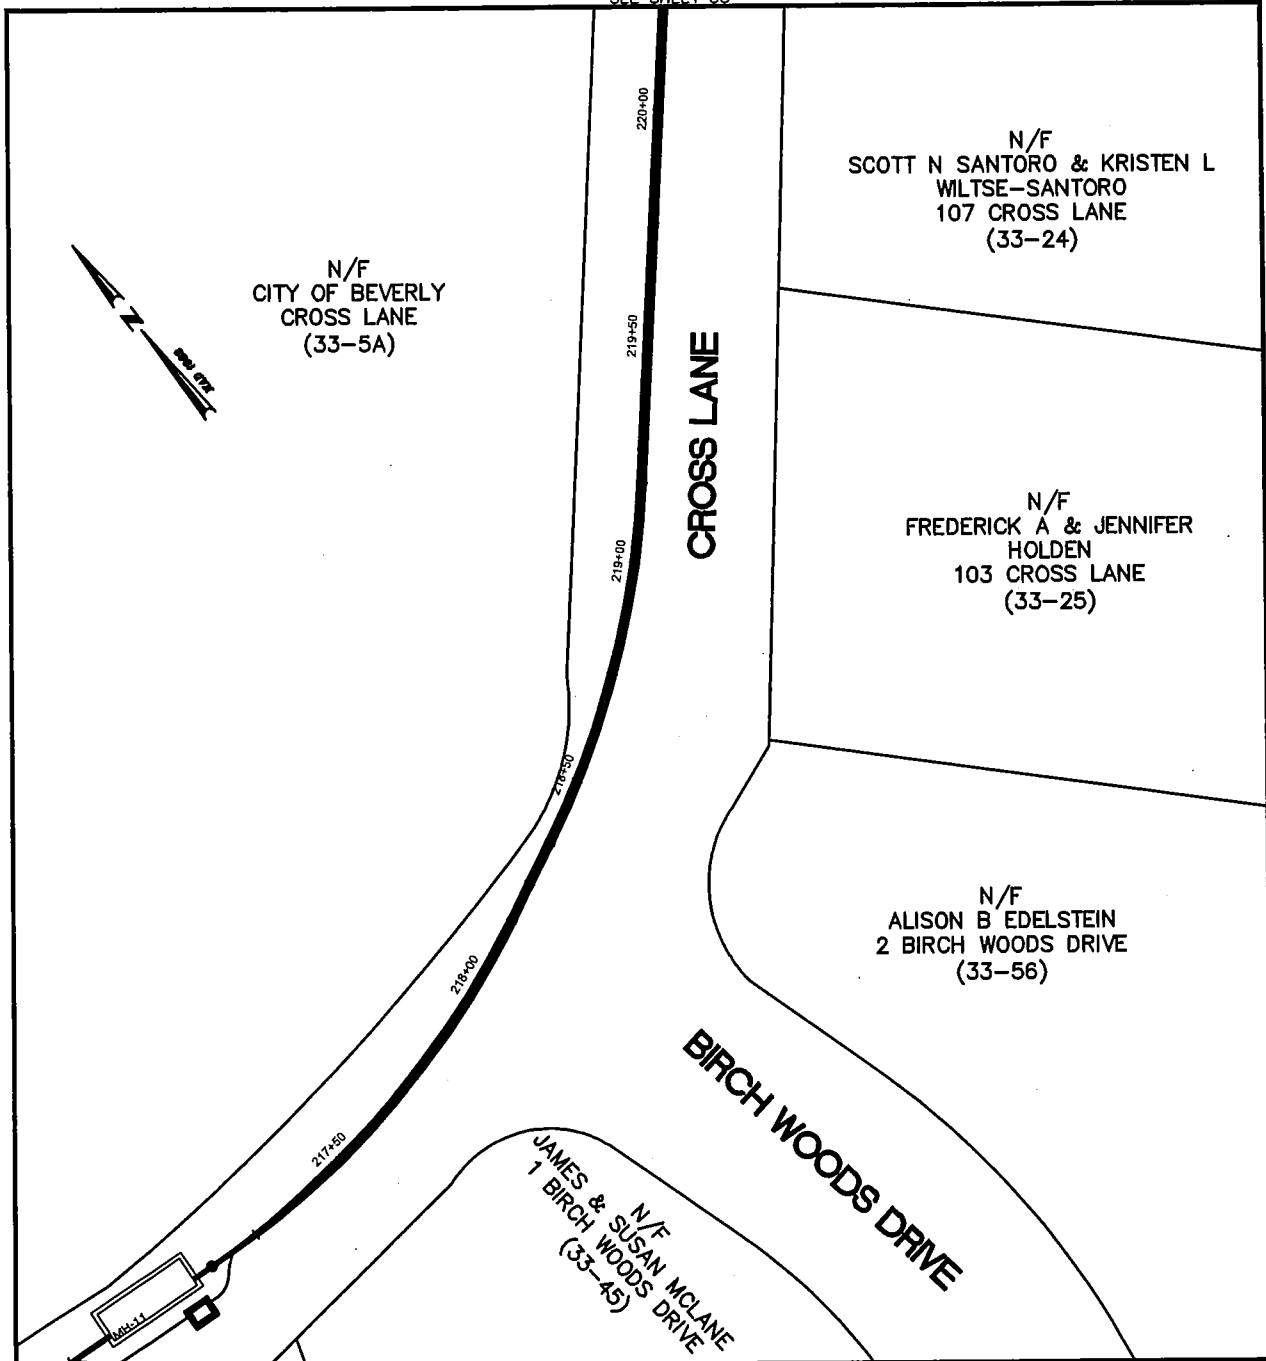 220+00
N/F
SCOTT N SANTORO & KRISTEN L
WILTSE-SANTORO
107 CROSS LANE
(33-24)
N/F
CITY OF BEVERLY
CROSS LANE
(33-5A)
N
219+50
CROSS LANE
N/F
FREDERICK A & JENNIFER
HOLDEN
103 CROSS LANE
(33-25)
219+00
218+50
N/F
ALISON B EDELSTEIN
2 BIRCH WOODS DRIVE
(33-56)
218+00
BIRCH WOODS DRIVE
217+50
N/F
JAMES & SUSAN MCLANE
1 BIRCH WOODS DRIVE
(33-45)
MH-11